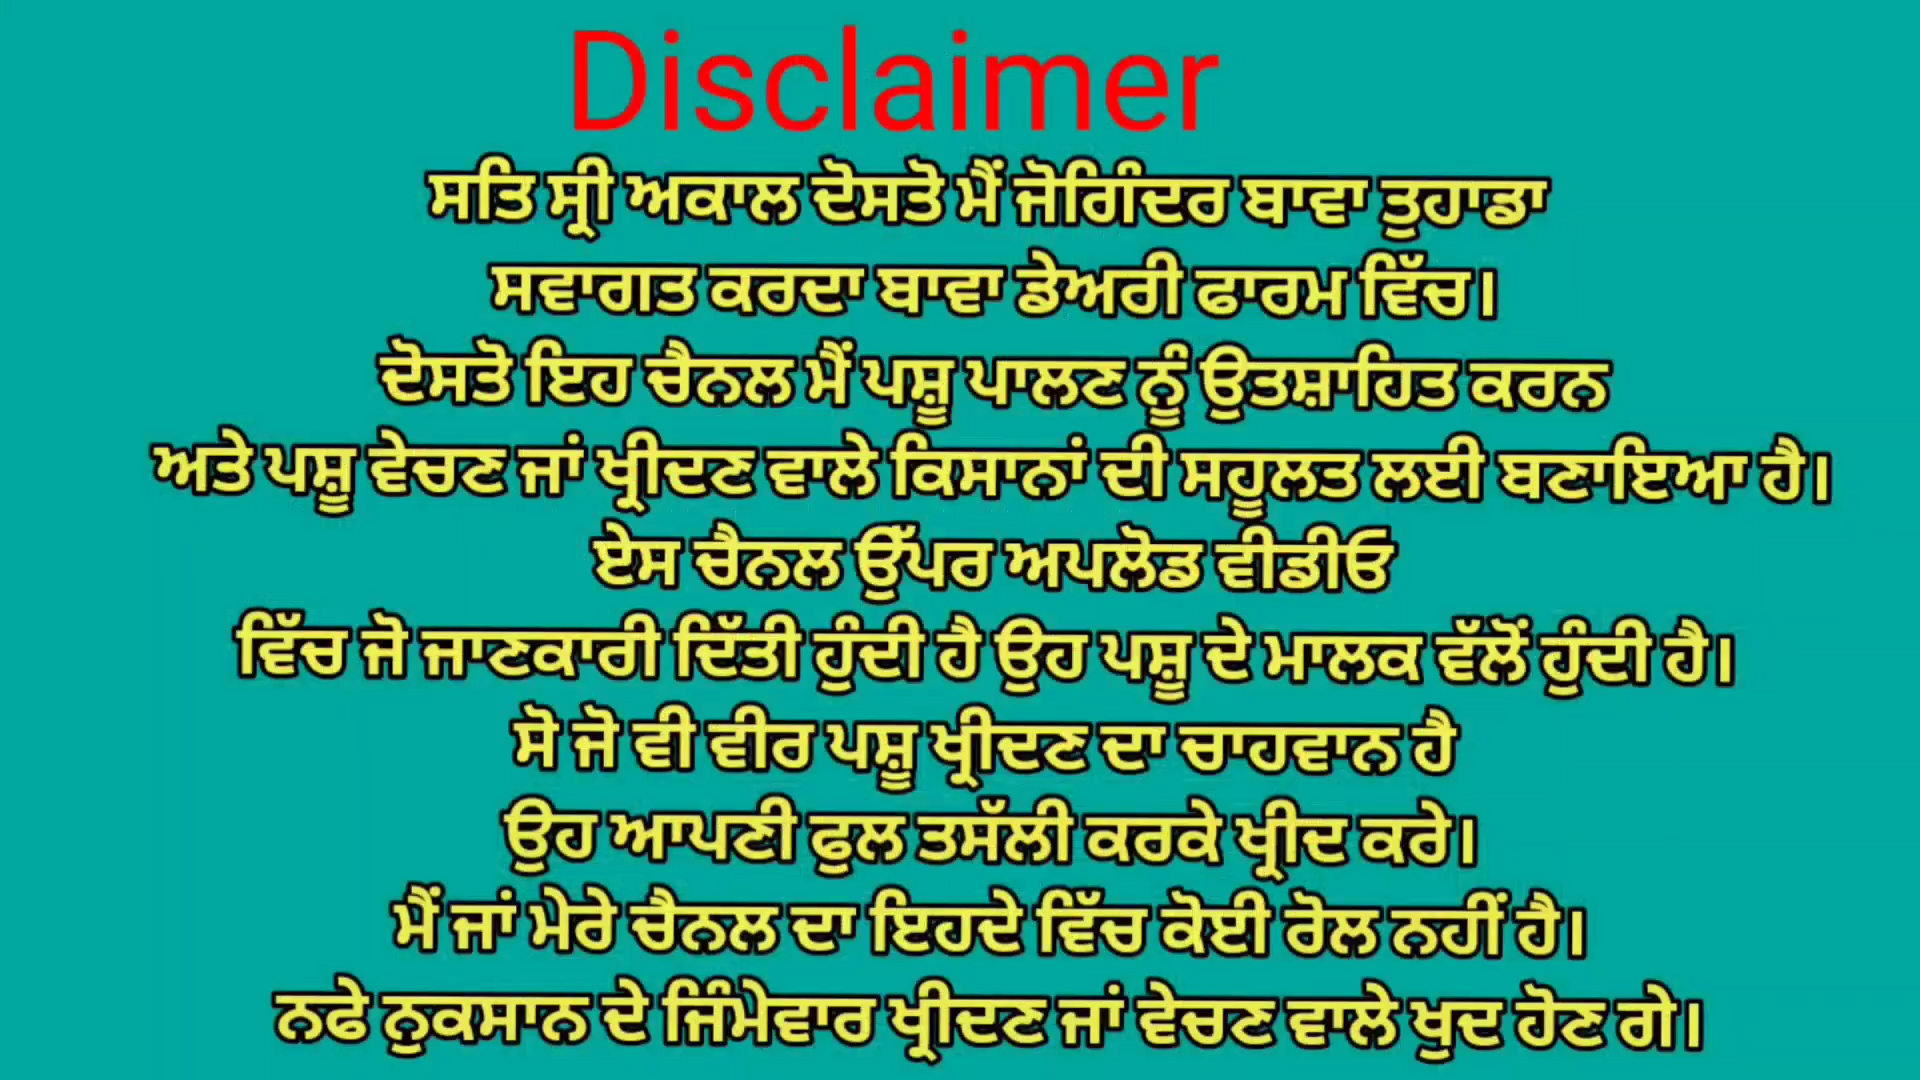 Disclaimer
ਸਤਿ ਸ੍ਰੀ ਅਕਾਲ ਦੋਸਤੋ ਮੈਂ ਜੋਗਿੰਦਰ ਬਾਵਾ ਤੁਹਾਡਾ
ਸਵਾਗਤ ਕਰਦਾ ਬਾਵਾ ਡੇਅਰੀ ਫਾਰਮ ਵਿੱਚ।
ਦੋਸਤੋ ਇਹ ਚੈਨਲ ਮੈਂ ਪਸ਼ੂ ਪਾਲਣ ਨੂੰ ਉਤਸ਼ਾਹਿਤ ਕਰਨ
ਅਤੇ ਪਸ਼ੂ ਵੇਚਣ ਜਾਂ ਖ੍ਰੀਦਣ ਵਾਲੇ ਕਿਸਾਨਾਂ ਦੀ ਸਹੂਲਤ ਲਈ ਬਣਾਇਆ ਹੈ।
ਏਸ ਚੈਨਲ ਉੱਪਰ ਅਪਲੋਡ ਵੀਡੀਓ
ਵਿੱਚ ਜੋ ਜਾਣਕਾਰੀ ਦਿੱਤੀ ਹੁੰਦੀ ਹੈ ਉਹ ਪਸ਼ੂ ਦੇ ਮਾਲਕ ਵੱਲੋਂ ਹੁੰਦੀ ਹੈ।
ਸੋ ਜੋ ਵੀ ਵੀਰ ਪਸ਼ੂ ਖ੍ਰੀਦਣ ਦਾ ਚਾਹਵਾਨ ਹੈ
ਉਹ ਆਪਣੀ ਫੁਲ ਤਸੱਲੀ ਕਰਕੇ ਖ੍ਰੀਦ ਕਰੇ।
ਮੈਂ ਜਾਂ ਮੇਰੇ ਚੈਨਲ ਦਾ ਇਹਦੇ ਵਿੱਚ ਕੋਈ ਰੋਲ ਨਹੀਂ ਹੈ।
ਨਫੇ ਨੁਕਸਾਨ ਦੇ ਜਿੰਮੇਵਾਰ ਖ੍ਰੀਦਣ ਜਾਂ ਵੇਚਣ ਵਾਲੇ ਖੁਦ ਹੋਣ ਗੇ।